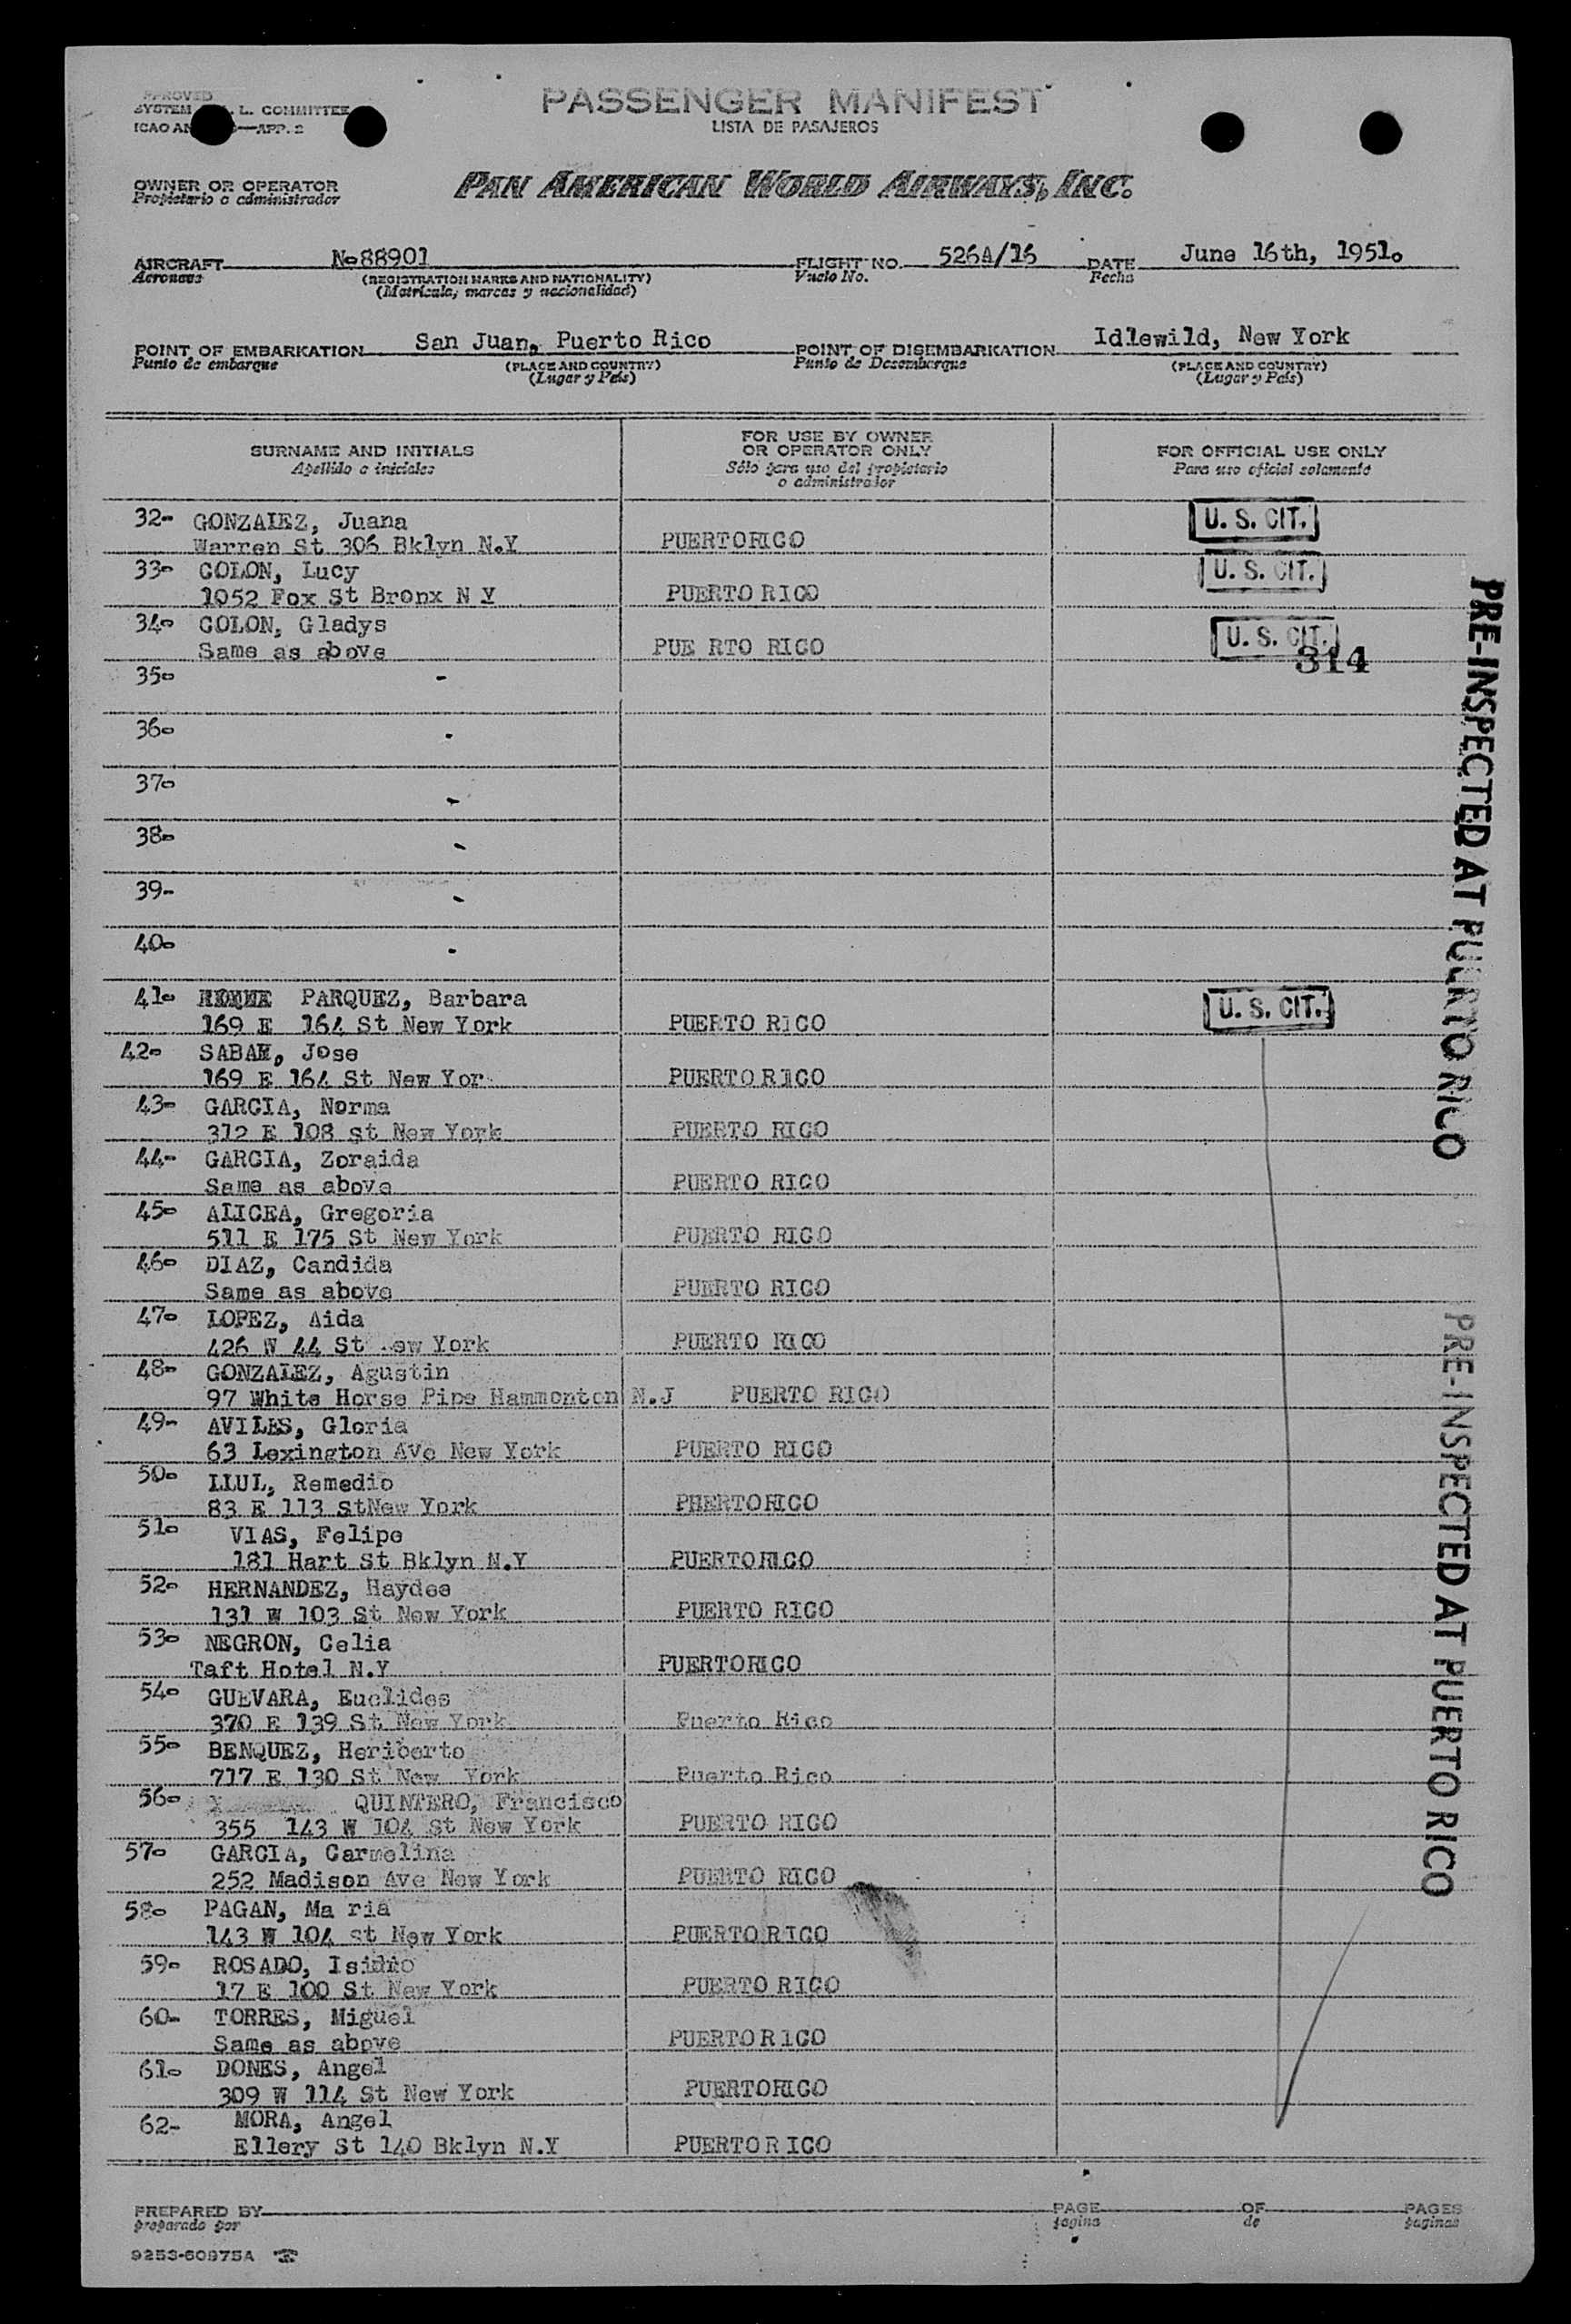 PASSENGER MANIFEST
LISTA DE PASAJEROS
APPROVED
SYSTEM L. COMMITTEE
ICAO —APP. 2
OWNER OR OPERATOR
Propietario o administrador
PAN AMERICAN WORLD AIRWAYS, INC.
AIRCRAFT N-88901 FLIGHT NO. 526A/16 DATE June 16th, 1951.
Aeronave (REGISTRATION MARKS AND NATIONALITY) Vuelo No. Fecha
(Matricula, marcas y nacionalidad)
POINT OF EMBARKATION San Juan, Puerto Rico POINT OF DISEMBARKATION Idlewild, New York
Punto de embarque (PLACE AND COUNTRY) Punto de Desembarque (PLACE AND COUNTRY)
(Lugar y País) (Lugar y País)
SURNAME AND INITIALS
Apellido e iniciales
FOR USE BY OWNER
OR OPERATOR ONLY
Sólo para uso del propietario
o administrador
FOR OFFICIAL USE ONLY
Para uso oficial solamente
32- GONZALEZ, Juana U. S. CIT.
Warren St 306 Bklyn N.Y PUERTORICO
33- COLON, Lucy U. S. CIT.
1052 Fox St Bronx N Y PUERTO RICO
34- COLON, Gladys U. S. CIT.
Same as above PUE RTO RICO 314
35- -
36- -
37- -
38- -
39- -
40- -
41- PARQUEZ, Barbara U. S. CIT.
169 E 164 St New York PUERTO RICO
42- SABAE, Jose
169 E 164 St New Yor PUERTO RICO
43- GARCIA, Norma
312 E 108 st New York PUERTO RICO
44- GARCIA, Zoraida
Same as above PUERTO RICO
45- ALICEA, Gregoria
511 E 175 St New York PUERTO RICO
46- DIAZ, Candida
Same as above PUERTO RICO
47- LOPEZ, Aida
426 W 44 St ew York PUERTO RICO
48- GONZALEZ, Agustin
97 White Horse Pipe Hammonton N.J PUERTO RICO
49- AVILES, Gloria
63 Lexington Ave New York PUERTO RICO
50- LLUL, Remedio
83 E 113 StNew York PHERTORICO
51- VIAS, Felipe
181 Hart St Bklyn N.Y PUERTORICO
52- HERNANDEZ, Haydee
131 W 103 St New York PUERTO RICO
53- NEGRON, Celia
Taft Hotel N.Y PUERTORICO
54- GUEVARA, Euclides
370 E 139 St New York Puerto Rico
55- BENQUEZ, Heriberto
717 E 130 St New York Puerto Rico
56- QUINTERO, Francisco
355 143 W 104 St New York PUERTO RICO
57- GARCIA, Carmelina
252 Madison Ave New York PUERTO RICO
58- PAGAN, Ma ria
143 W 104 st New York PUERTO RICO
59- ROSADO, Isidro
17 E 100 St New York PUERTO RICO
60- TORRES, Miguel
Same as above PUERTO RICO
61- DONES, Angel
309 W 114 St New York PUERTORICO
62- MORA, Angel
Ellery St 140 Bklyn N.Y PUERTO RICO
PRE-INSPECTED AT PUERTO RICO
PRE-INSPECTED AT PUERTO RICO
PREPARED BY PAGE OF PAGES
preparado por página de páginas
9253-60975A